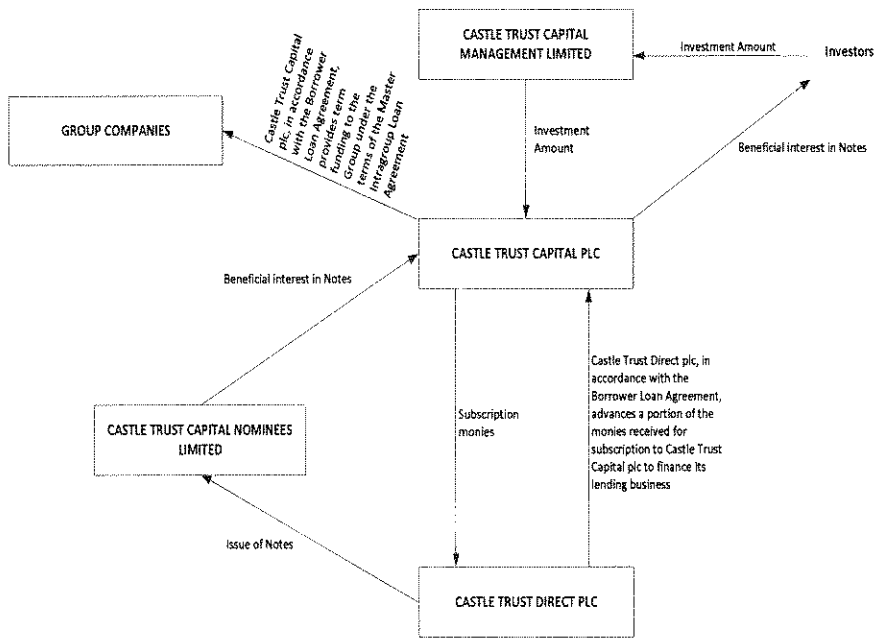 CASTLE TRUST CAPITAL
MANAGEMENT LIMITED
Investment Amount
Investors
GROUP COMPANIES
Castle Trust Capital
plc, in accordance
with the Borrower
Loan Agreement,
provides term
funding to the
Group under the
terms of the Master
Intragroup Loan
Agreement
Investment
Amount
Beneficial interest in Notes
CASTLE TRUST CAPITAL PLC
Beneficial interest in Notes
Castle Trust Direct plc, in
accordance with the
Borrower Loan Agreement,
advances a portion of the
monies received for
subscription to Castle Trust
Capital plc to finance its
lending business
Subscription
monies
CASTLE TRUST CAPITAL NOMINEES
LIMITED
Issue of Notes
CASTLE TRUST DIRECT PLC